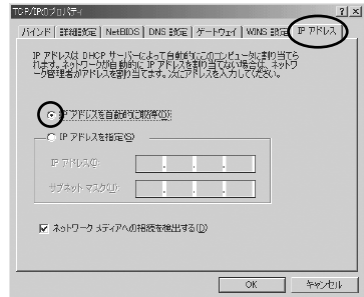 TCP/IPのプロパティ
バインド 詳細設定 NetBIOS DNS 設定 ゲートウェイ WINS 設定 IP アドレス
IP アドレスは DHCP サーバーによって自動的にこのコンピュータに割り当てら
れます。ネットワークが自動的に IP アドレスを割り当てない場合は、ネットワ
ーク管理者がアドレスを割り当てます。次にアドレスを入力してください。
IP アドレスを自動的に取得(O)
IP アドレスを指定(S)
IP アドレス(I):
サブネット マスク(U):
ネットワーク メディアへの接続を検出する(D)
OK キャンセル